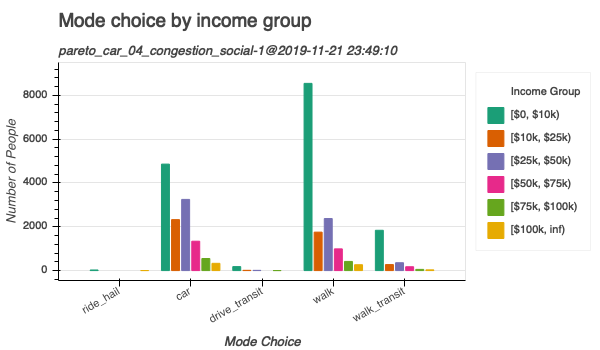 Mode choice by income group
pareto_car_04_congestion_social-1@2019-11-21 23:49:10
Number of People
8000
6000
4000
2000
0
ride_hail
car
drive_transit
walk
walk_transit
Mode Choice
Income Group
[$0, $10k)
[$10k, $25k)
[$25k, $50k)
[$50k, $75k)
[$75k, $100k)
[$100k, inf)